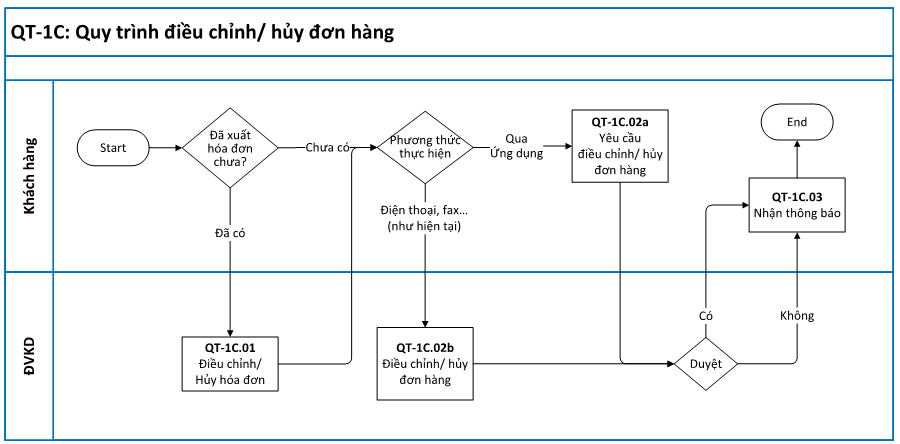 QT-1C: Quy trình điều chỉnh/ hủy đơn hàng
Khách hàng
Start
Đã xuất
hóa đơn
chưa?
Chưa có
Phương thức
thực hiện
Qua
Ứng dụng
QT-1C.02a
Yêu cầu
điều chỉnh/ hủy
đơn hàng
End
QT-1C.03
Nhận thông báo
Đã có
Điện thoại, fax...
(như hiện tại)
ĐVKD
QT-1C.01
Điều chỉnh/
Hủy hóa đơn
QT-1C.02b
Điều chỉnh/ hủy
đơn hàng
Duyệt
Có
Không